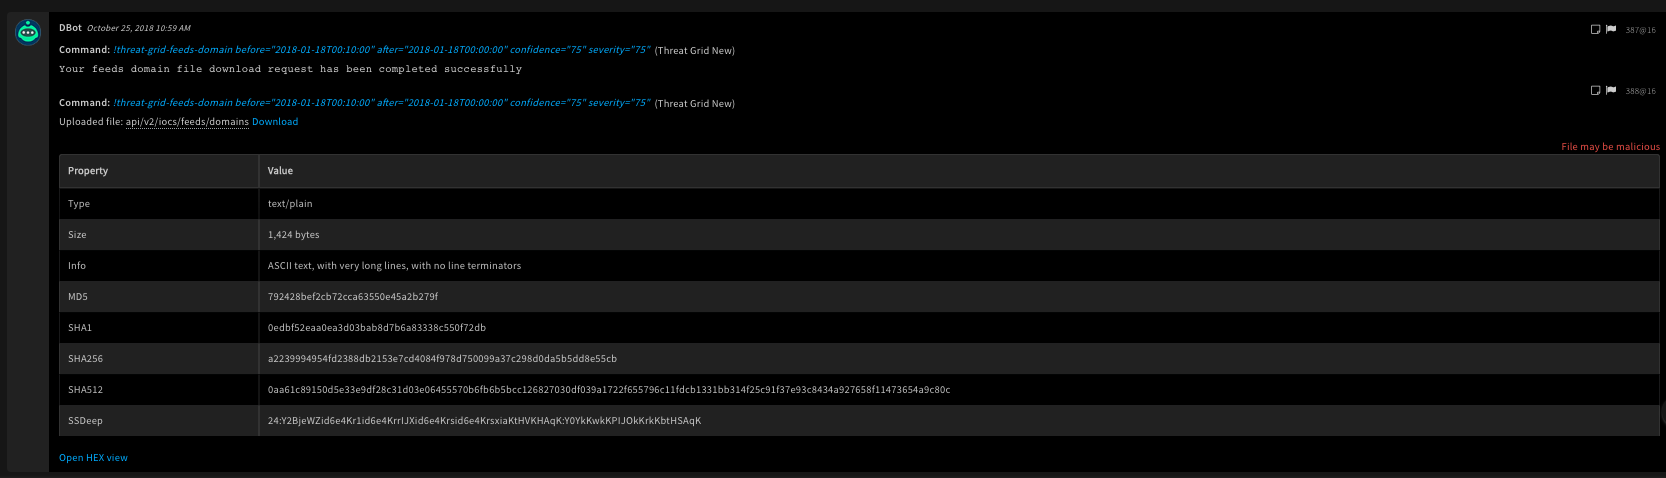 DBot October 25, 2018 10:59 AM
387@16
Command: !threat-grid-feeds-domain before="2018-01-18T00:10:00" after="2018-01-18T00:00:00" confidence="75" severity="75" (Threat Grid New)
Your feeds domain file download request has been completed successfully
388@16
Command: !threat-grid-feeds-domain before="2018-01-18T00:10:00" after="2018-01-18T00:00:00" confidence="75" severity="75" (Threat Grid New)
Uploaded file: api/v2/iocs/feeds/domains Download
File may be malicious
Property Value
Type text/plain
Size 1,424 bytes
Info ASCII text, with very long lines, with no line terminators
MD5 792428bef2cb72cca63550e45a2b279f
SHA1 0edbf52eaa0ea3d03bab8d7b6a83338c550f72db
SHA256 a2239994954fd2388db2153e7cd4084f978d750099a37c298d0da5b5dd8e55cb
SHA512 0aa61c89150d5e33e9df28c31d03e06455570b6fb6b5bcc126827030df039a1722f655796c11fdcb1331bb314f25c91f37e93c8434a927658f11473654a9c80c
SSDeep 24:Y2BjeWZid6e4Kr1id6e4KrrIJXid6e4Krsid6e4KrsxiaKtHVKHAqK:Y0YkKwkKPIJOkKrkKbtHSAqK
Open HEX view